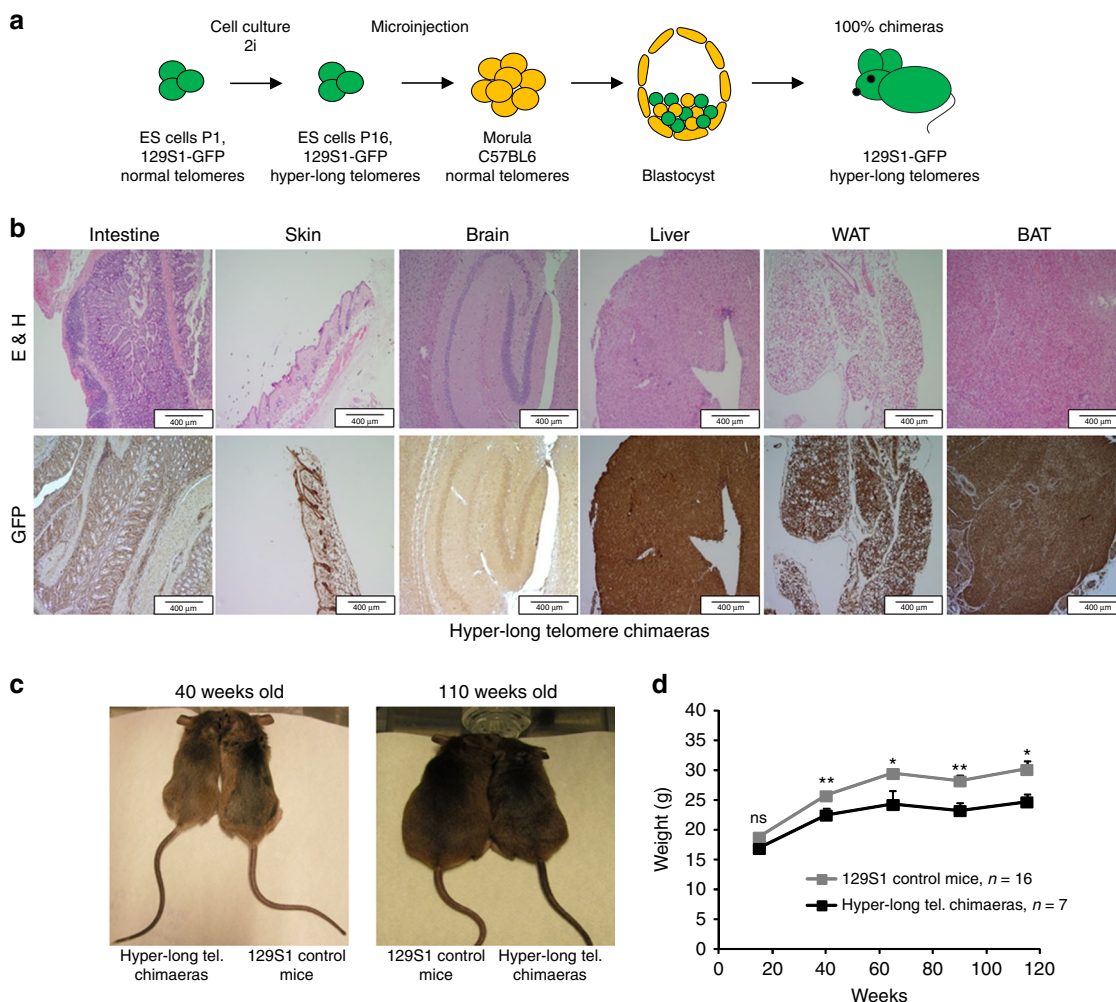 a
Cell culture
2i
Microinjection
100% chimeras
ES cells P1,
129S1-GFP
normal telomeres
ES cells P16,
129S1-GFP
hyper-long telomeres
Morula
C57BL6
normal telomeres
Blastocyst
129S1-GFP
hyper-long telomeres
b
Intestine
Skin
Brain
Liver
WAT
BAT
E & H
400 µm
400 µm
400 µm
400 µm
400 µm
400 µm
GFP
400 µm
400 µm
400 µm
400 µm
400 µm
400 µm
Hyper-long telomere chimaeras
c
40 weeks old
110 weeks old
Hyper-long tel.
chimaeras
129S1 control
mice
129S1 control
mice
Hyper-long tel.
chimaeras
d
Weight (g)
40
35
30
25
20
15
10
5
0
ns
**
*
**
*
129S1 control mice, n = 16
Hyper-long tel. chimaeras, n = 7
0
20
40
60
80
100
120
Weeks